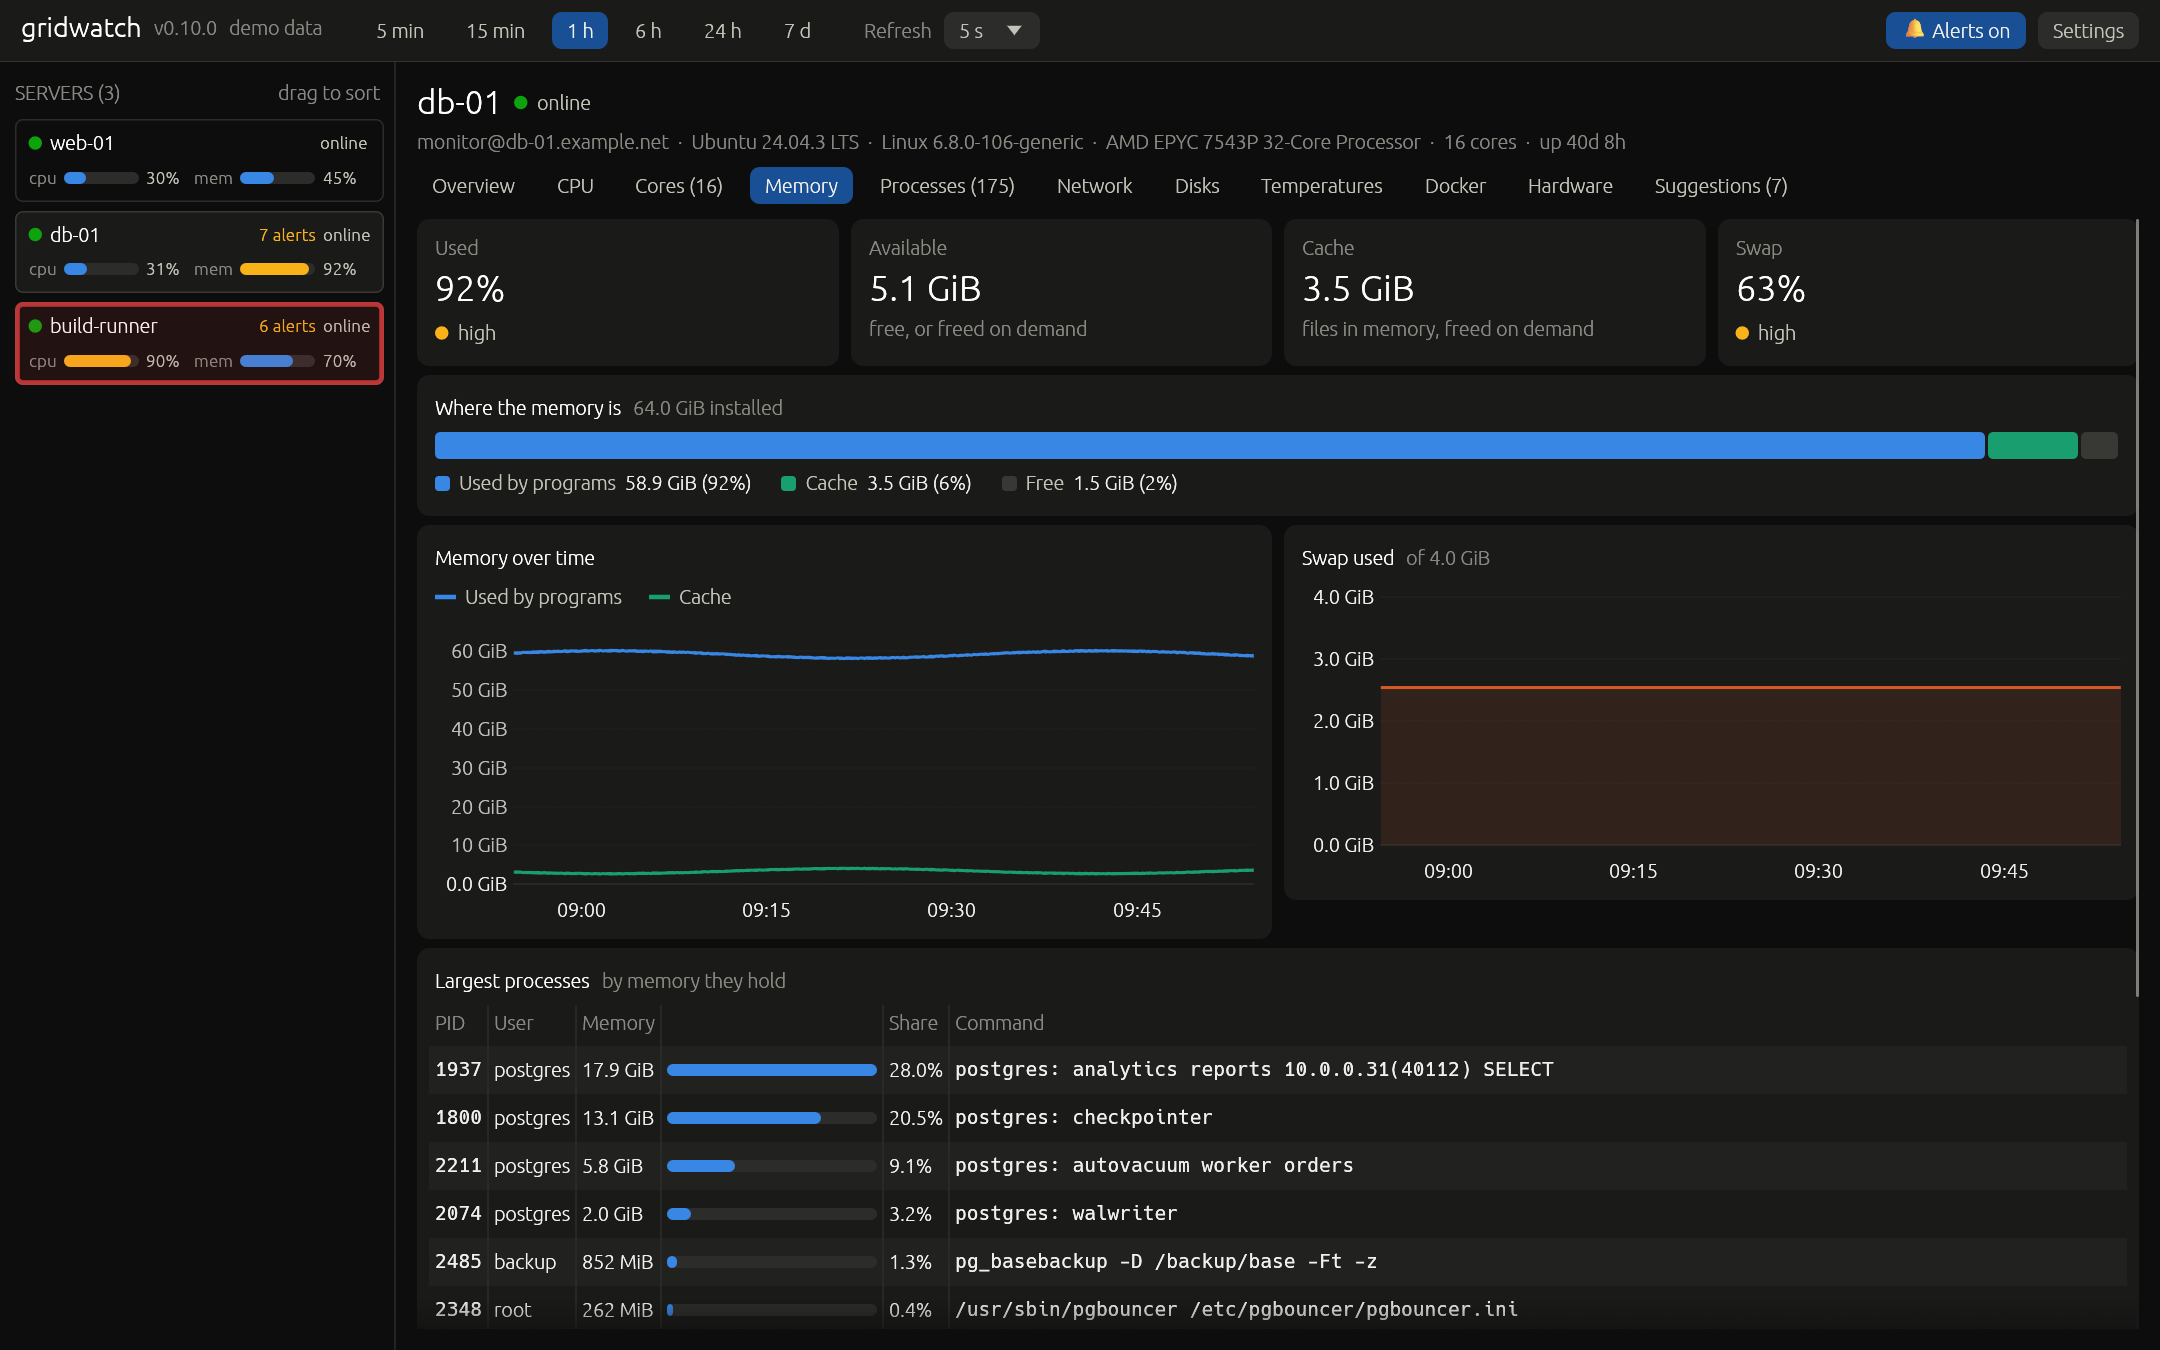 gridwatch v0.10.0 demo data 5 min 15 min 1 h 6 h 24 h 7 d Refresh 5 s Alerts on Settings
SERVERS (3) drag to sort
web-01 online
cpu 30% mem 45%
db-01 7 alerts online
cpu 31% mem 92%
build-runner 6 alerts online
cpu 90% mem 70%
db-01 online
monitor@db-01.example.net · Ubuntu 24.04.3 LTS · Linux 6.8.0-106-generic · AMD EPYC 7543P 32-Core Processor · 16 cores · up 40d 8h
Overview CPU Cores (16) Memory Processes (175) Network Disks Temperatures Docker Hardware Suggestions (7)
Used
92%
high
Available
5.1 GiB
free, or freed on demand
Cache
3.5 GiB
files in memory, freed on demand
Swap
63%
high
Where the memory is 64.0 GiB installed
Used by programs 58.9 GiB (92%) Cache 3.5 GiB (6%) Free 1.5 GiB (2%)
Memory over time
Used by programs Cache
60 GiB
50 GiB
40 GiB
30 GiB
20 GiB
10 GiB
0.0 GiB
09:00 09:15 09:30 09:45
Swap used of 4.0 GiB
4.0 GiB
3.0 GiB
2.0 GiB
1.0 GiB
0.0 GiB
09:00 09:15 09:30 09:45
Largest processes by memory they hold
PID User Memory Share Command
1937 postgres 17.9 GiB 28.0% postgres: analytics reports 10.0.0.31(40112) SELECT
1800 postgres 13.1 GiB 20.5% postgres: checkpointer
2211 postgres 5.8 GiB 9.1% postgres: autovacuum worker orders
2074 postgres 2.0 GiB 3.2% postgres: walwriter
2485 backup 852 MiB 1.3% pg_basebackup -D /backup/base -Ft -z
2348 root 262 MiB 0.4% /usr/sbin/pgbouncer /etc/pgbouncer/pgbouncer.ini